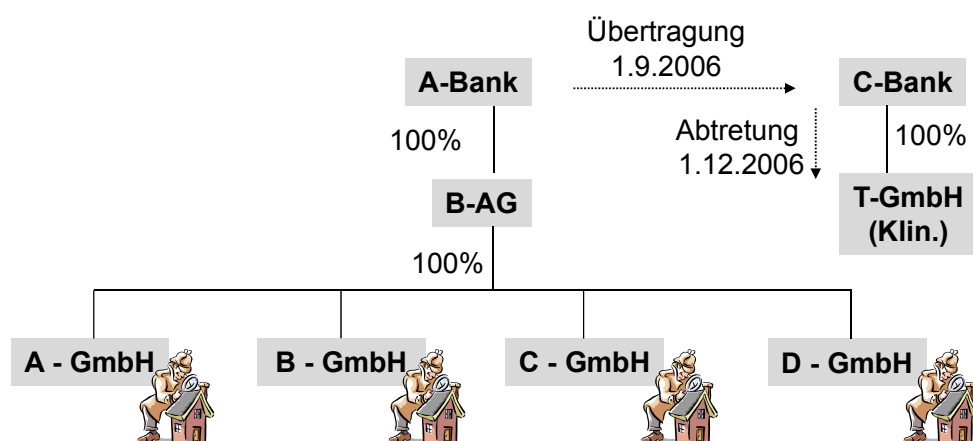 Übertragung
1.9.2006
A-Bank
C-Bank
100%
Abtretung
1.12.2006
100%
B-AG
T-GmbH
(Klin.)
100%
A - GmbH
B - GmbH
C - GmbH
D - GmbH